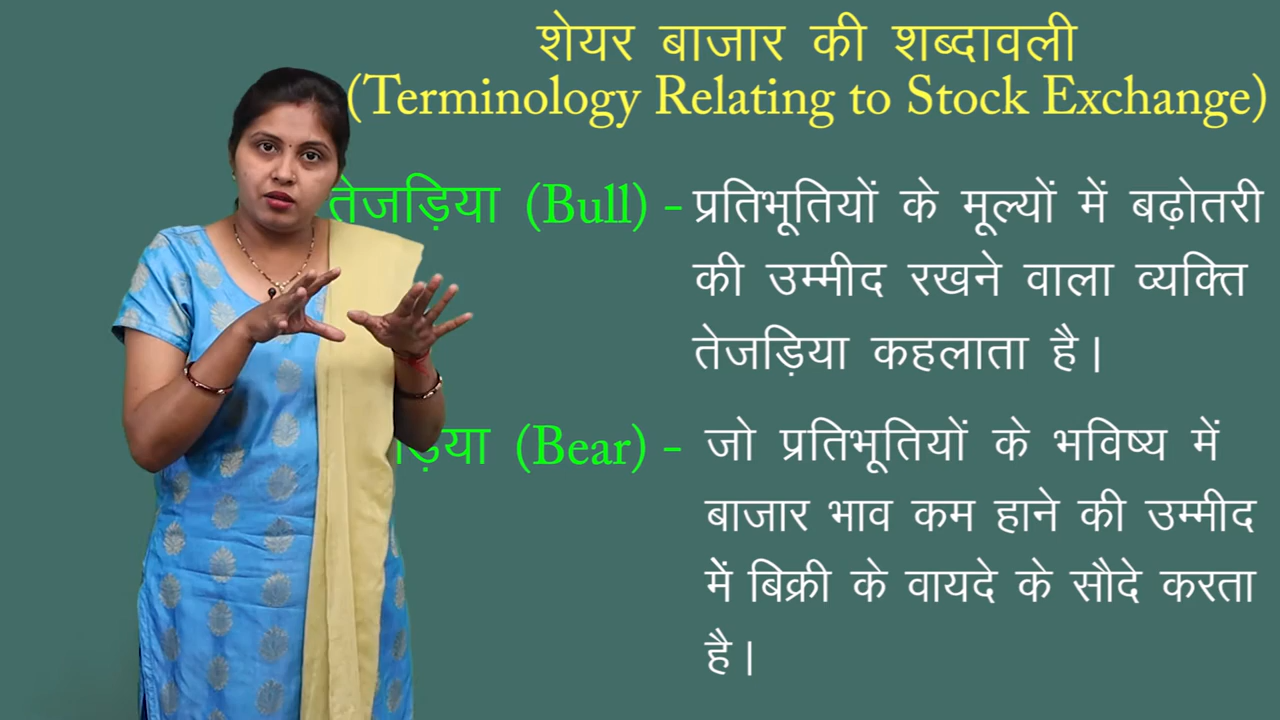 शेयर बाजार की शब्दावली
(Terminology Relating to Stock Exchange)
तेजड़िया (Bull) - प्रतिभूतियों के मूल्यों में बढ़ोतरी
की उम्मीद रखने वाला व्यक्ति
तेजड़िया कहलाता है।
(Bear) - जो प्रतिभूतियों के भविष्य में
बाजार भाव कम हाने की उम्मीद
में बिक्री के वायदे के सौदे करता
है।